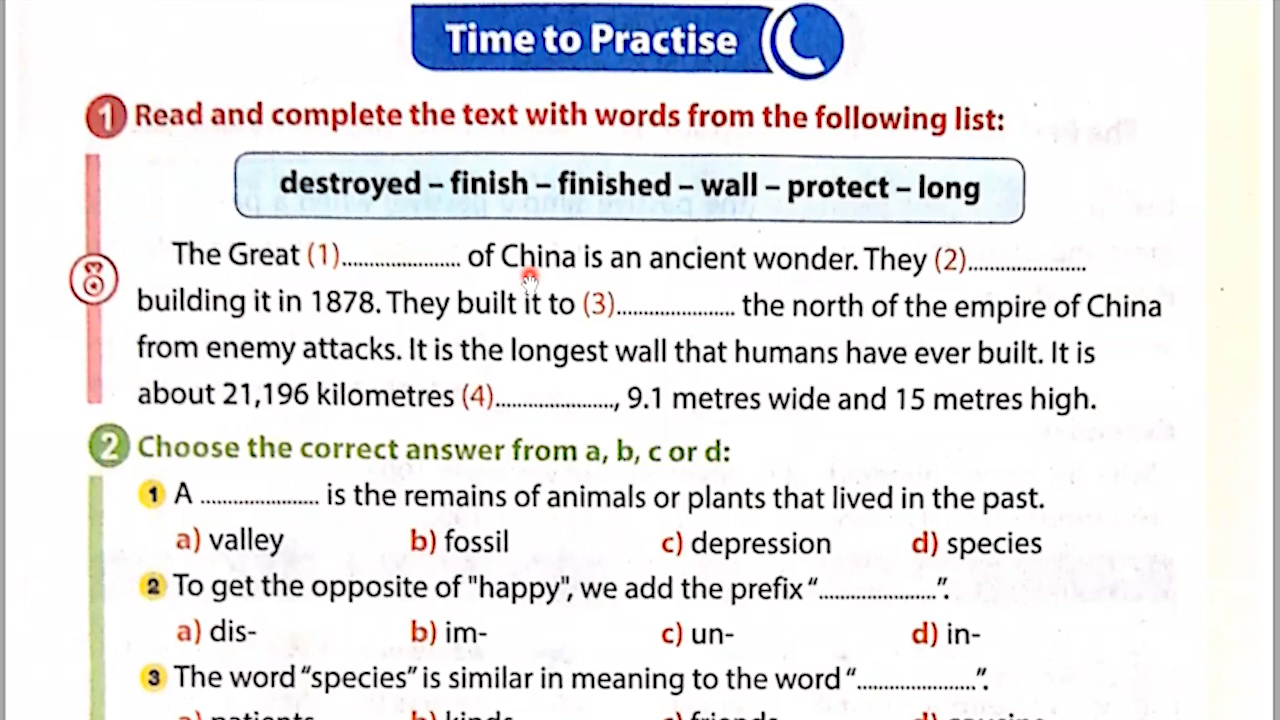 Time to Practise
1 Read and complete the text with words from the following list:
destroyed – finish – finished – wall – protect – long
The Great (1)...................... of China is an ancient wonder. They (2)......................
building it in 1878. They built it to (3)...................... the north of the empire of China
from enemy attacks. It is the longest wall that humans have ever built. It is
about 21,196 kilometres (4)......................, 9.1 metres wide and 15 metres high.
2 Choose the correct answer from a, b, c or d:
1 A ...................... is the remains of animals or plants that lived in the past.
a) valley b) fossil c) depression d) species
2 To get the opposite of "happy", we add the prefix “......................”.
a) dis- b) im- c) un- d) in-
3 The word “species” is similar in meaning to the word “......................”.
a) patients b) kinds c) friends d) cousins